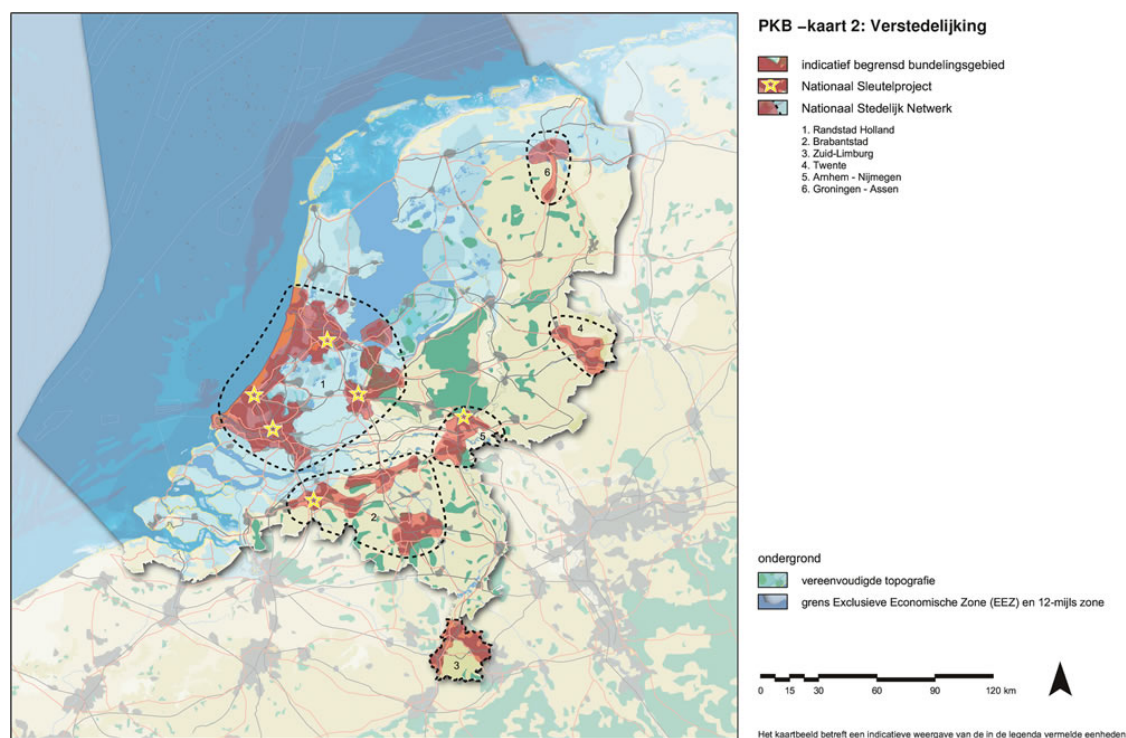 PKB –kaart 2: Verstedelijking
indicatief begrensd bundelingsgebied
Nationaal Sleutelproject
Nationaal Stedelijk Netwerk
1. Randstad Holland
2. Brabantstad
3. Zuid-Limburg
4. Twente
5. Arnhem - Nijmegen
6. Groningen - Assen
6
4
1
5
2
3
ondergrond
vereenvoudigde topografie
grens Exclusieve Economische Zone (EEZ) en 12-mijls zone
0 15 30 60 90 120 km
Het kaartbeeld betreft een indicatieve weergave van de in de legenda vermelde eenheden